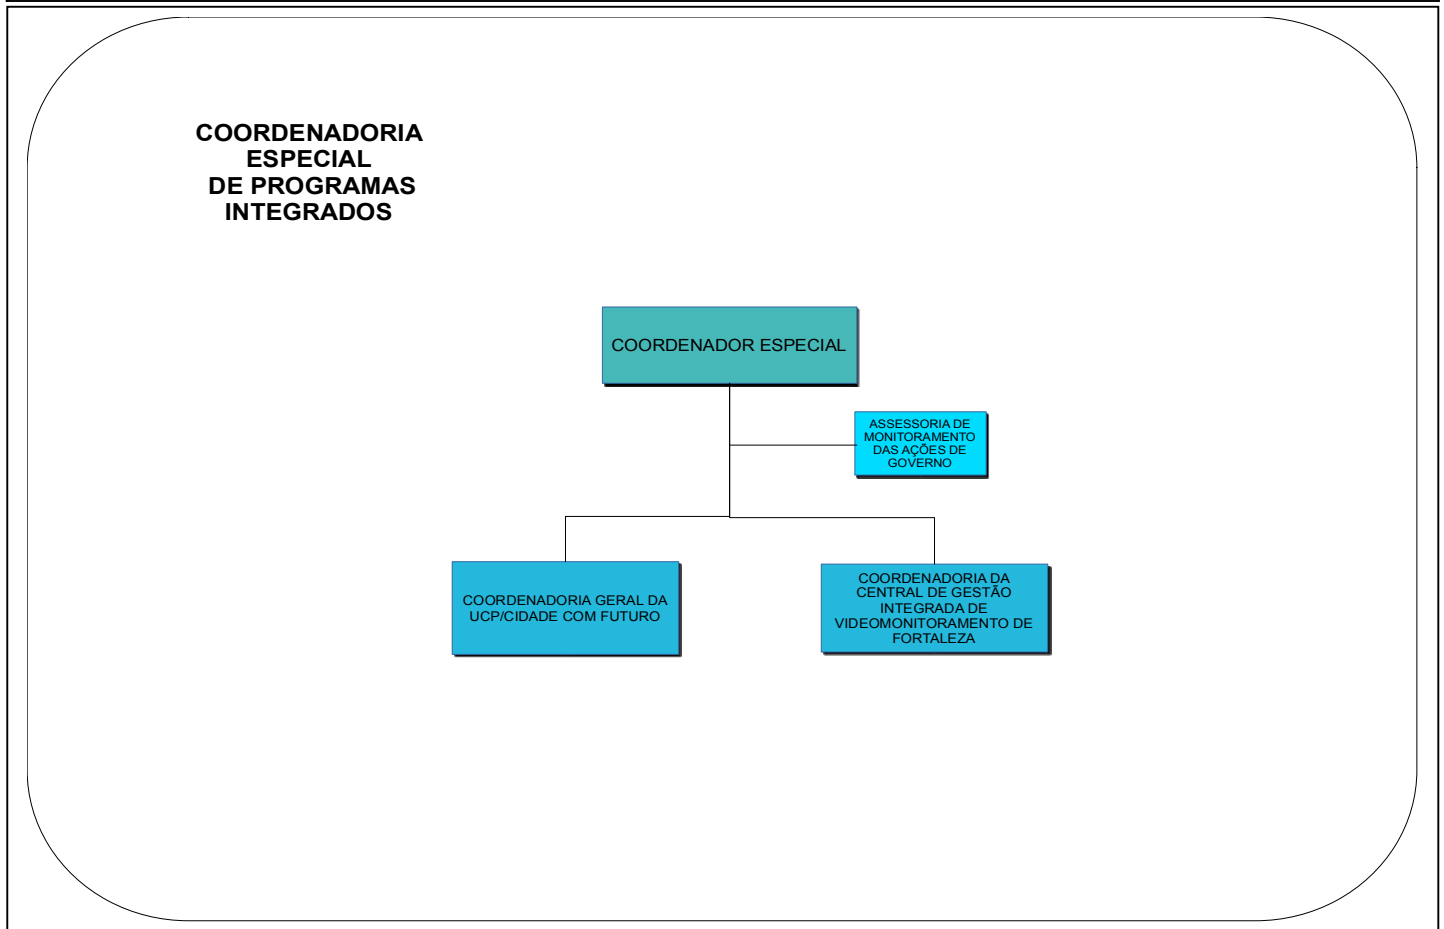 COORDENADORIA
ESPECIAL
DE PROGRAMAS
INTEGRADOS
COORDENADOR ESPECIAL
ASSESSORIA DE
MONITORAMENTO
DAS AÇÕES DE
GOVERNO
COORDENADORIA GERAL DA
UCP/CIDADE COM FUTURO
COORDENADORIA DA
CENTRAL DE GESTÃO
INTEGRADA DE
VIDEOMONITORAMENTO DE
FORTALEZA